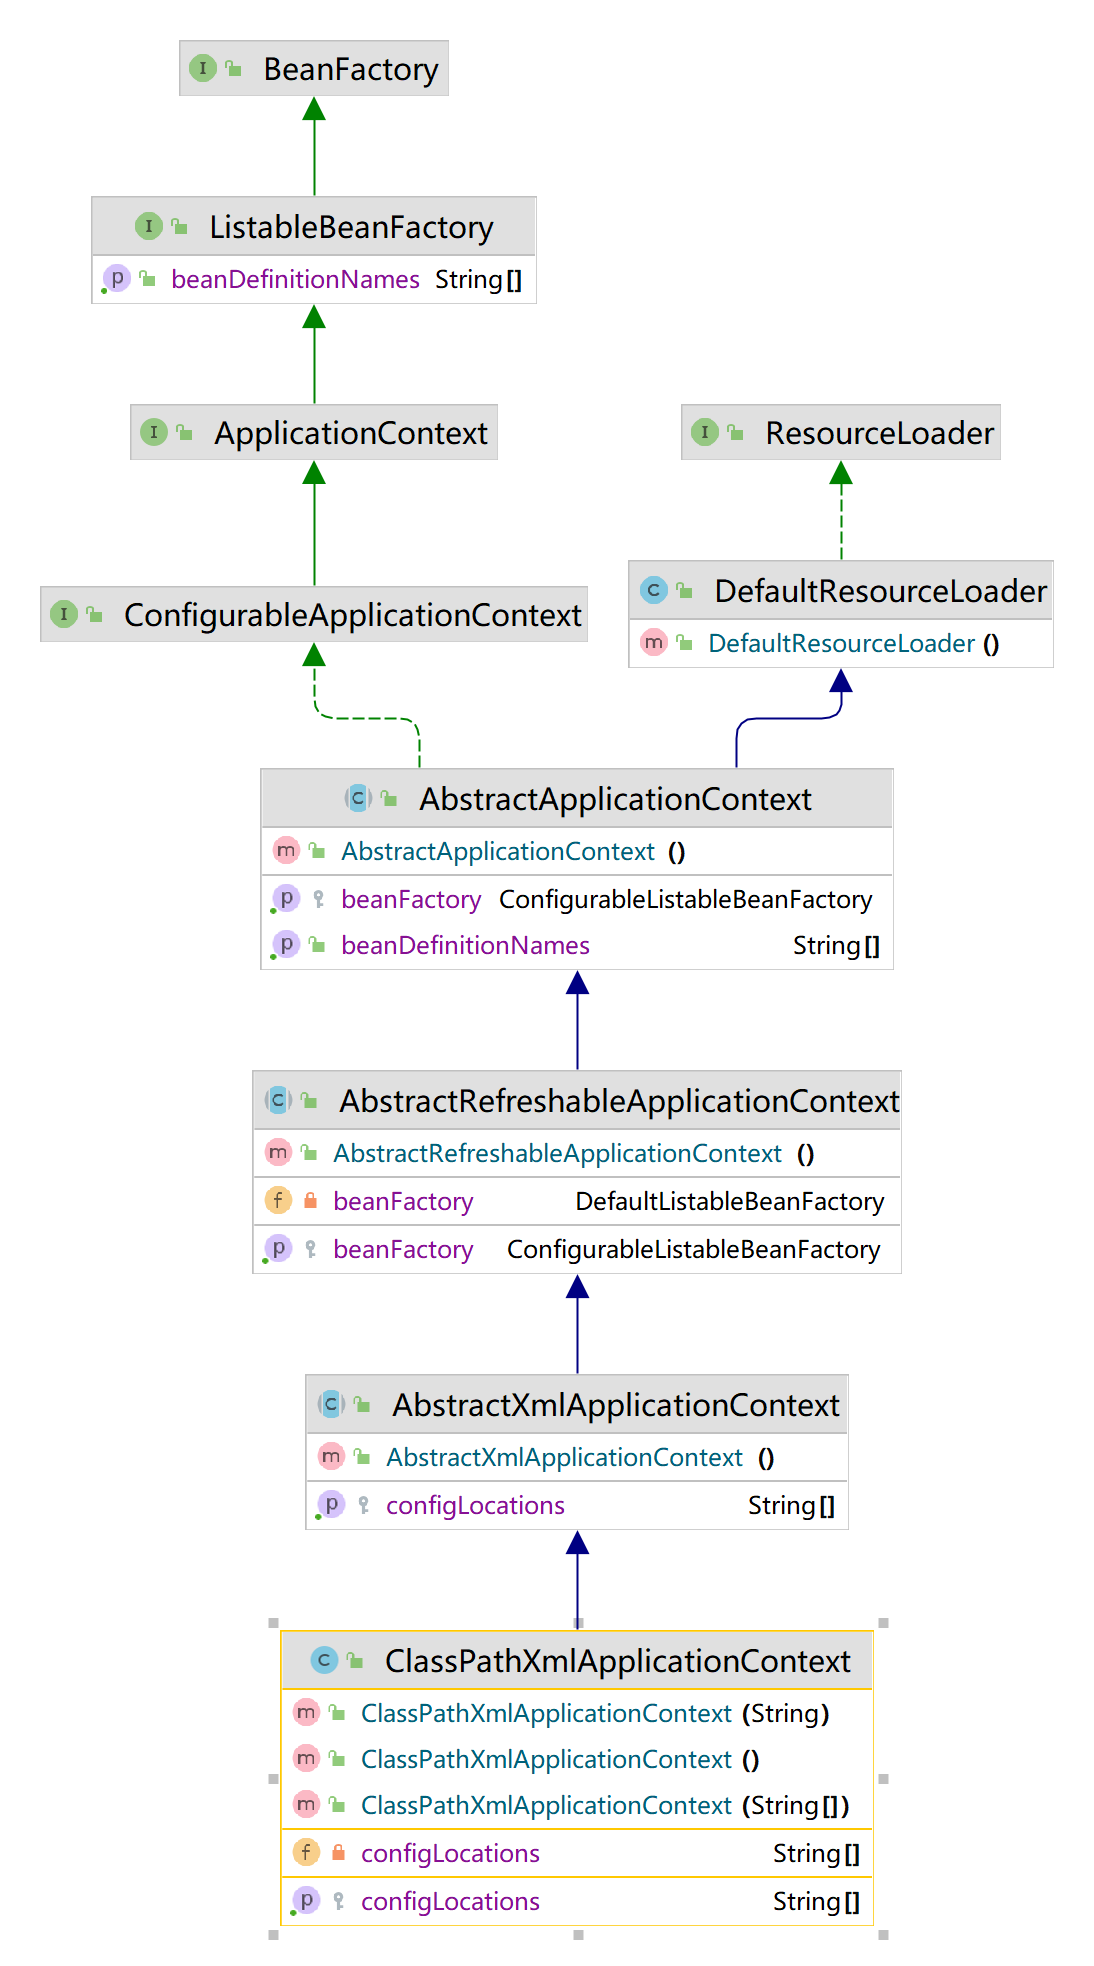 I BeanFactory
I ListableBeanFactory
p beanDefinitionNames String[]
I ApplicationContext
I ResourceLoader
I ConfigurableApplicationContext
C DefaultResourceLoader
m DefaultResourceLoader ()
C AbstractApplicationContext
m AbstractApplicationContext ()
p beanFactory ConfigurableListableBeanFactory
p beanDefinitionNames String[]
C AbstractRefreshableApplicationContext
m AbstractRefreshableApplicationContext ()
f beanFactory DefaultListableBeanFactory
p beanFactory ConfigurableListableBeanFactory
C AbstractXmlApplicationContext
m AbstractXmlApplicationContext ()
p configLocations String[]
C ClassPathXmlApplicationContext
m ClassPathXmlApplicationContext (String)
m ClassPathXmlApplicationContext ()
m ClassPathXmlApplicationContext (String[])
f configLocations String[]
p configLocations String[]